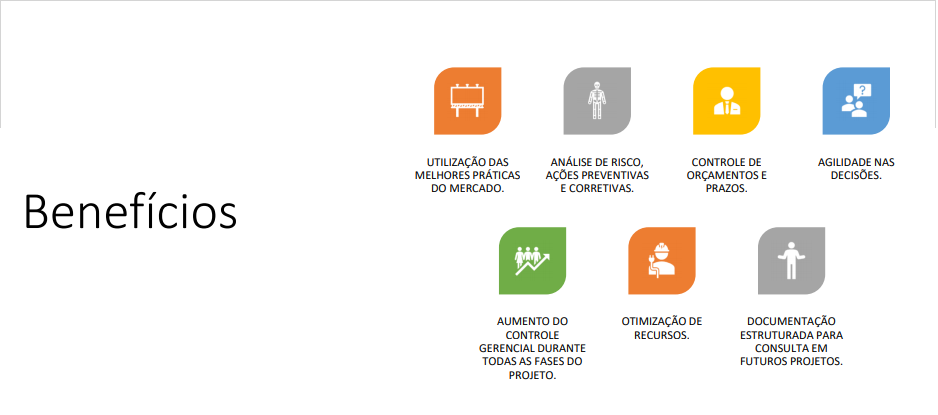 Benefícios
UTILIZAÇÃO DAS
MELHORES PRÁTICAS
DO MERCADO.
ANÁLISE DE RISCO,
AÇÕES PREVENTIVAS
E CORRETIVAS.
CONTROLE DE
ORÇAMENTOS E
PRAZOS.
?
AGILIDADE NAS
DECISÕES.
AUMENTO DO
CONTROLE
GERENCIAL DURANTE
TODAS AS FASES DO
PROJETO.
OTIMIZAÇÃO DE
RECURSOS.
DOCUMENTAÇÃO
ESTRUTURADA PARA
CONSULTA EM
FUTUROS PROJETOS.